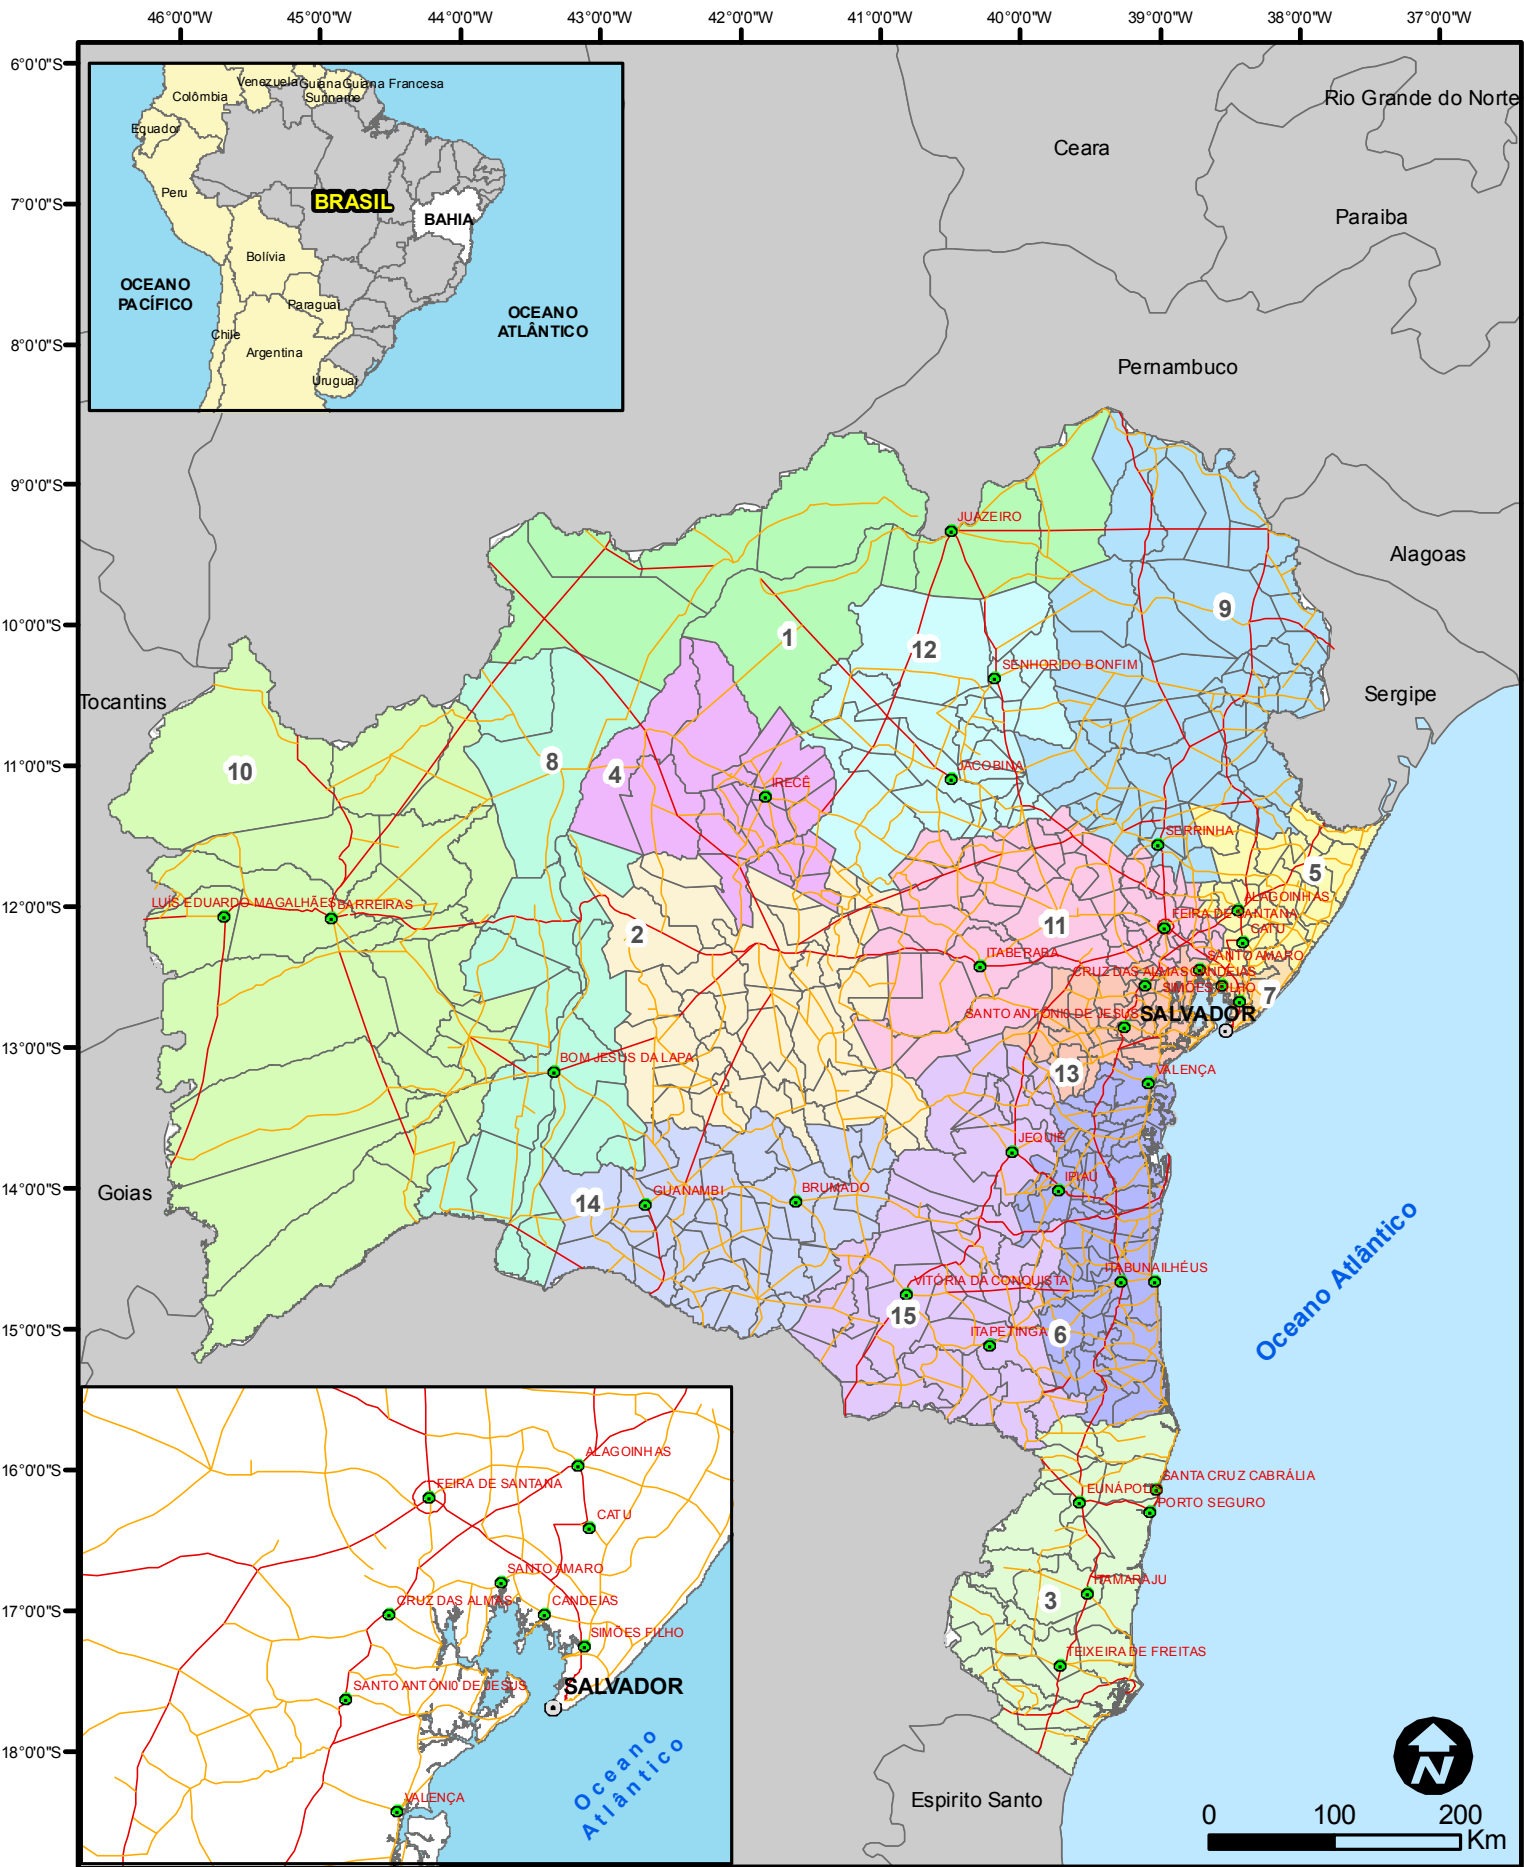 46°0'0"W 45°0'0"W 44°0'0"W 43°0'0"W 42°0'0"W 41°0'0"W 40°0'0"W 39°0'0"W 38°0'0"W 37°0'0"W
6°0'0"S
7°0'0"S
8°0'0"S
9°0'0"S
10°0'0"S
11°0'0"S
12°0'0"S
13°0'0"S
14°0'0"S
15°0'0"S
16°0'0"S
17°0'0"S
18°0'0"S
Venezuela
Guiana
Guiana Francesa
Suriname
Colômbia
Equador
Peru
BRASIL
BAHIA
Bolívia
Paraguai
Chile
Argentina
Uruguai
OCEANO
PACÍFICO
OCEANO
ATLÂNTICO
Rio Grande do Norte
Ceara
Paraiba
Pernambuco
Alagoas
Sergipe
Tocantins
Goias
Espirito Santo
JUAZEIRO
9
1
12
SENHOR DO BONFIM
10
8
4
IRECÊ
JACOBINA
SERRINHA
5
LUÍS EDUARDO MAGALHÃES
BARREIRAS
ALAGOINHAS
FEIRA DE SANTANA
CATU
2
11
ITABERABA
SANTO AMARO
CRUZ DAS ALMAS
CANDEIAS
SIMÕES FILHO
7
SANTO ANTÔNIO DE JESUS
SALVADOR
BOM JESUS DA LAPA
13
VALENÇA
JEQUIÉ
IPIAÚ
14
GUANAMBI
BRUMADO
ITABUNA
ILHÉUS
VITÓRIA DA CONQUISTA
15
ITAPETINGA
6
Oceano Atlântico
SANTA CRUZ CABRÁLIA
EUNÁPOLIS
PORTO SEGURO
ITAMARAJU
3
TEIXEIRA DE FREITAS
ALAGOINHAS
FEIRA DE SANTANA
CATU
SANTO AMARO
CRUZ DAS ALMAS
CANDEIAS
SIMÕES FILHO
SANTO ANTÔNIO DE JESUS
SALVADOR
Oceano
Atlântico
VALENÇA
N
0 100 200
Km